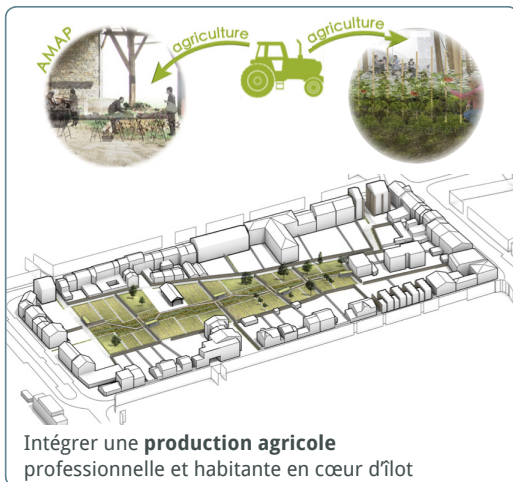 AMAP
agriculture
agriculture
Intégrer une production agricole
professionnelle et habitante en cœur d'îlot